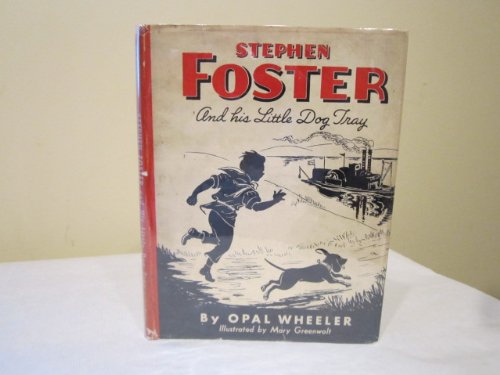 STEPHEN
FOSTER
And his Little Dog Tray
By OPAL WHEELER
Illustrated by Mary Greenwalt